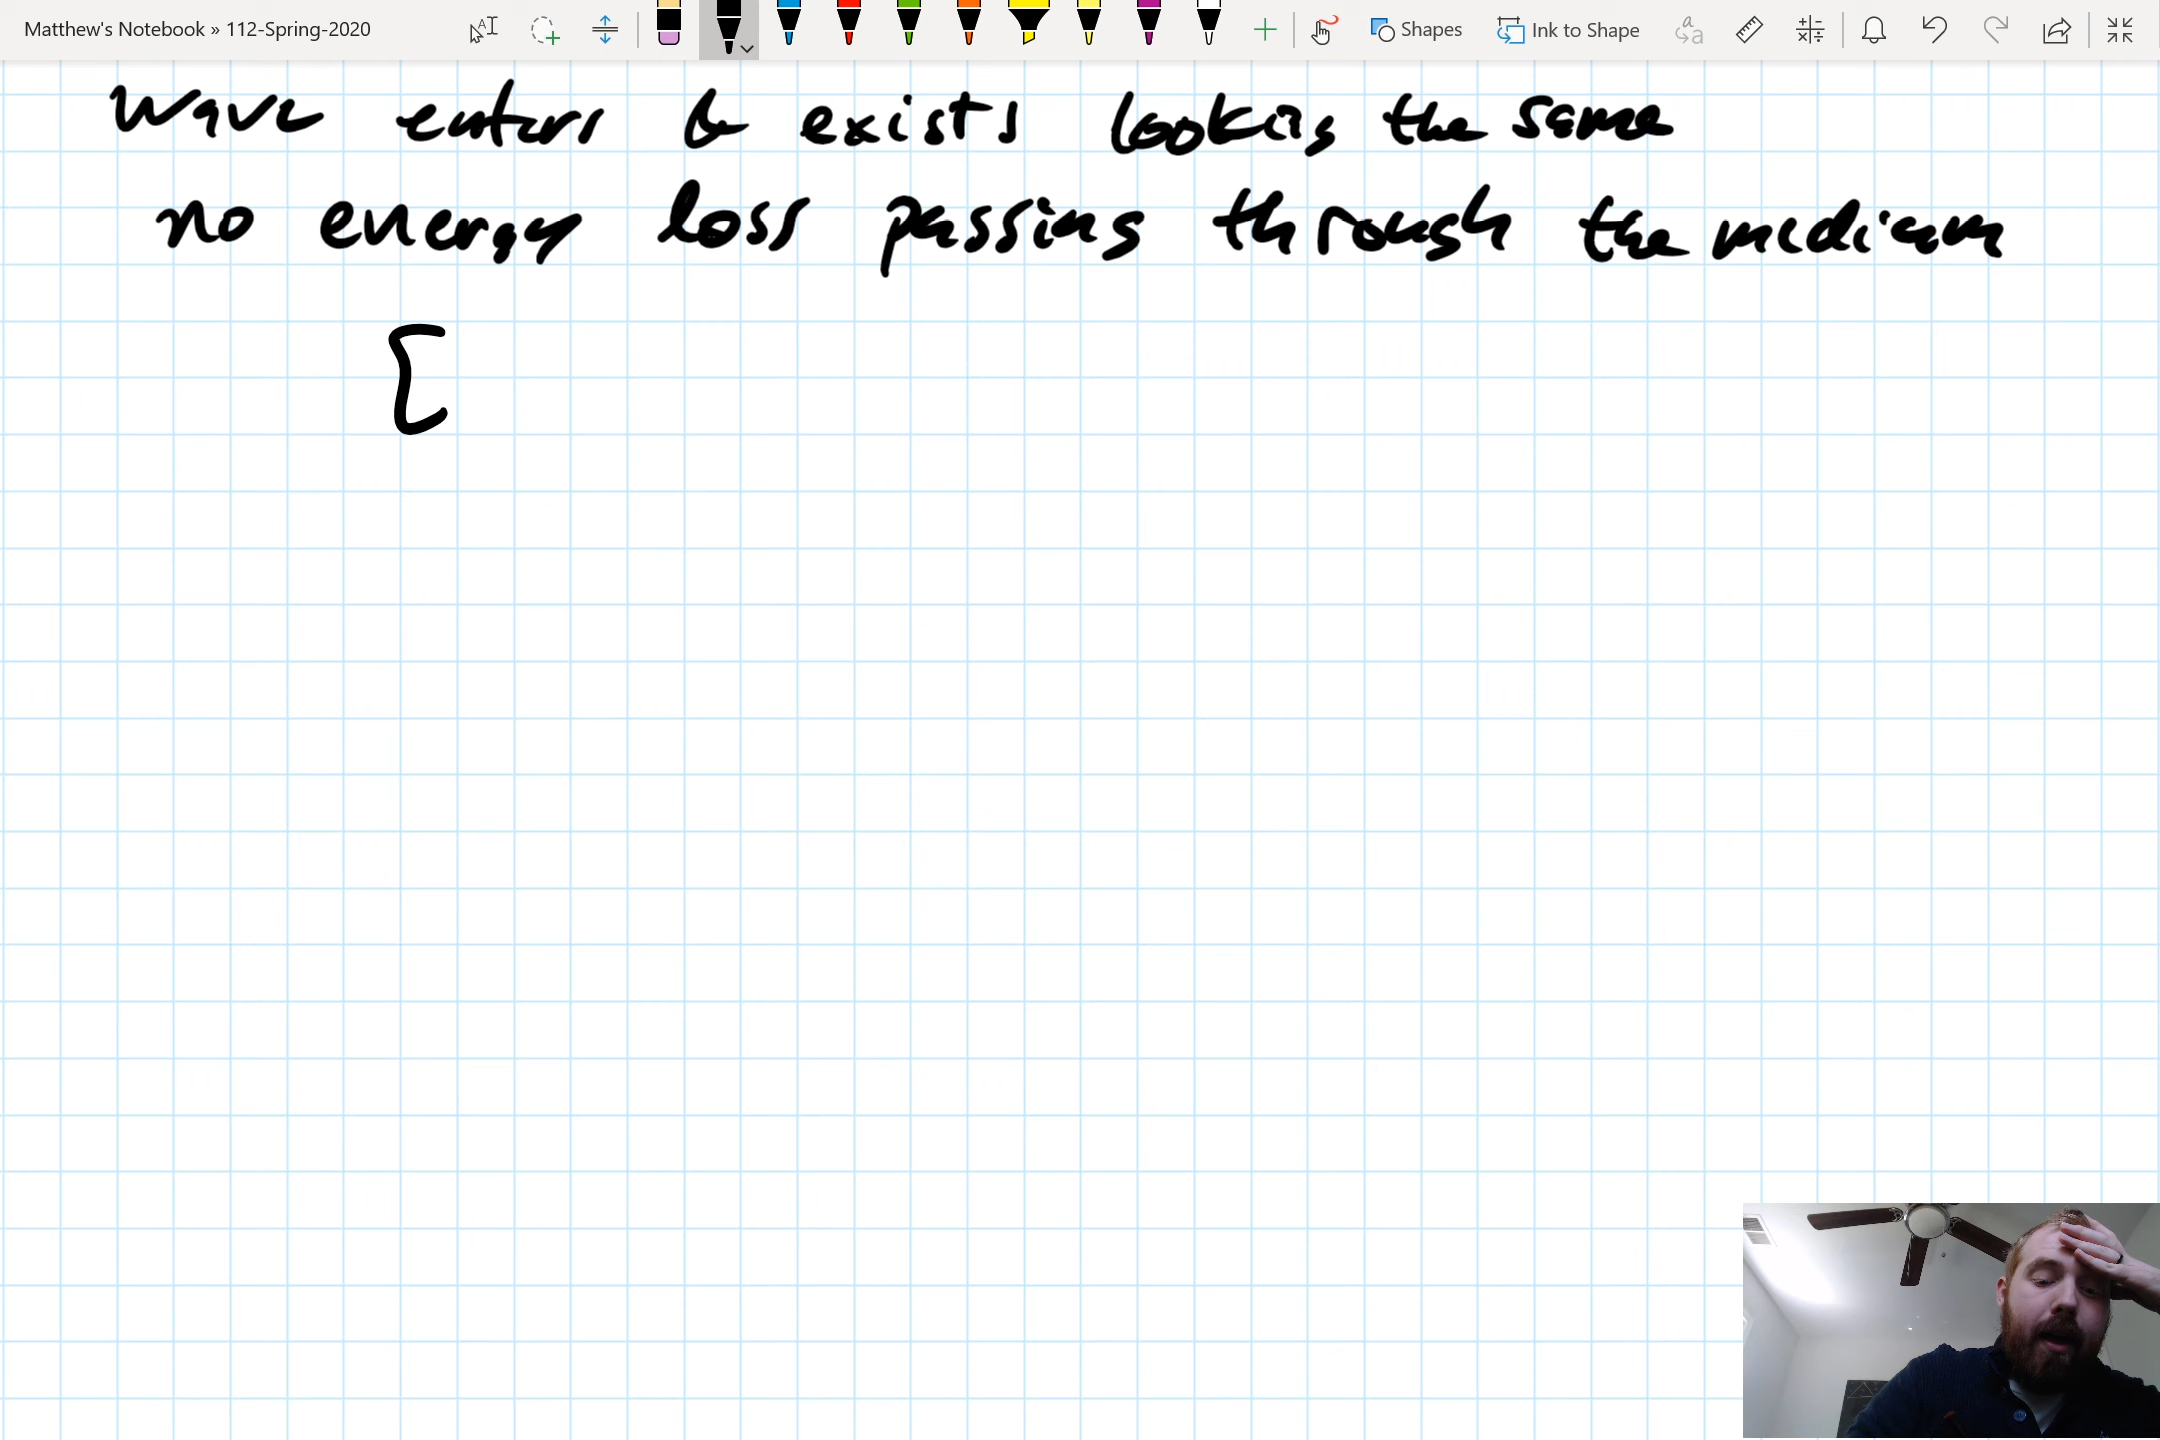 Matthew's Notebook » 112-Spring-2020
Shapes
Ink to Shape
wave enters & exists looking the same
no energy loss passing through the medium